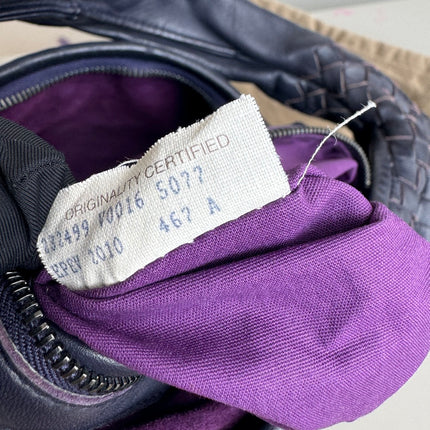 ORIGINALITY CERTIFIED
232499 V0016 5077
EPEV 2010 467 A